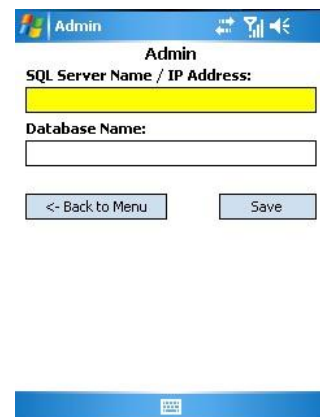 Admin
Admin
SQL Server Name / IP Address:
Database Name:
<- Back to Menu
Save